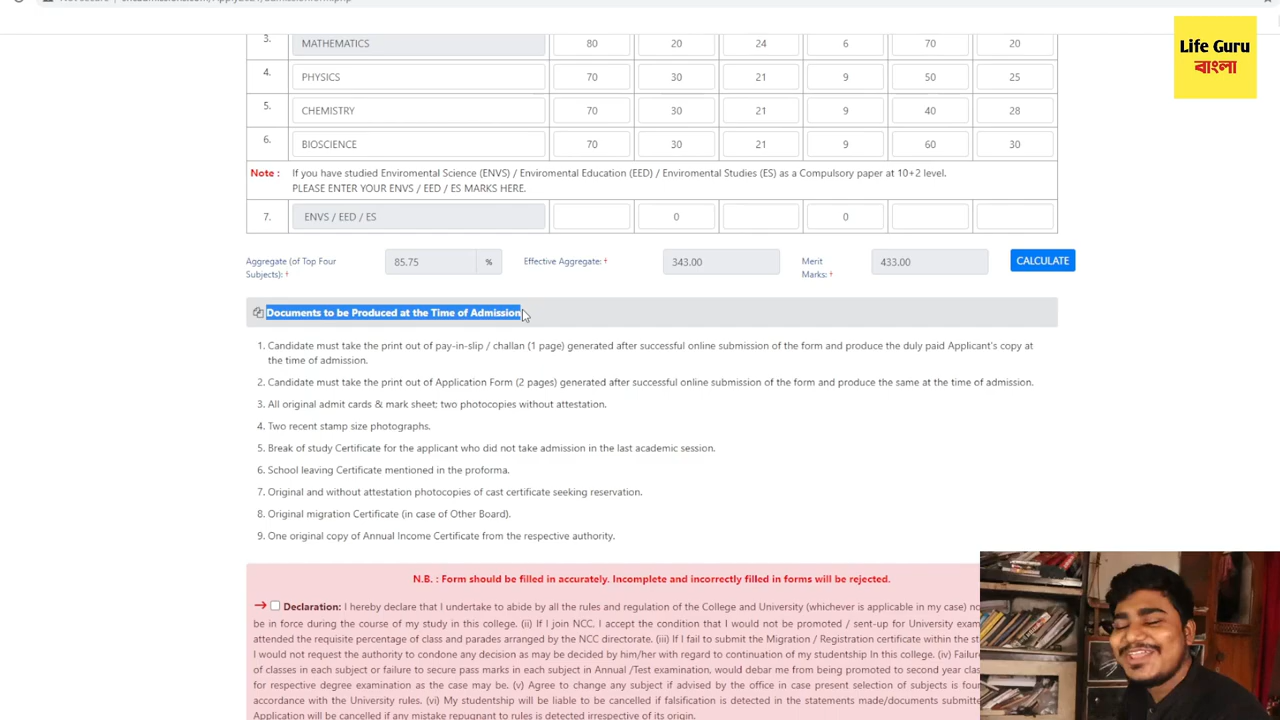 Life Guru
বাংলা
3. MATHEMATICS 80 20 24 6 70 20
4. PHYSICS 70 30 21 9 50 25
5. CHEMISTRY 70 30 21 9 40 28
6. BIOSCIENCE 70 30 21 9 60 30
Note : If you have studied Enviromental Science (ENVS) / Enviromental Education (EED) / Enviromental Studies (ES) as a Compulsory paper at 10+2 level.
PLEASE ENTER YOUR ENVS / EED / ES MARKS HERE.
7. ENVS / EED / ES 0 0
Aggregate (of Top Four Subjects): * 85.75 % Effective Aggregate: * 343.00 Merit Marks: * 433.00 CALCULATE
Documents to be Produced at the Time of Admission
1. Candidate must take the print out of pay-in-slip / challan (1 page) generated after successful online submission of the form and produce the duly paid Applicant's copy at
the time of admission.
2. Candidate must take the print out of Application Form (2 pages) generated after successful online submission of the form and produce the same at the time of admission.
3. All original admit cards & mark sheet; two photocopies without attestation.
4. Two recent stamp size photographs.
5. Break of study Certificate for the applicant who did not take admission in the last academic session.
6. School leaving Certificate mentioned in the proforma.
7. Original and without attestation photocopies of cast certificate seeking reservation.
8. Original migration Certificate (in case of Other Board).
9. One original copy of Annual Income Certificate from the respective authority.
N.B. : Form should be filled in accurately. Incomplete and incorrectly filled in forms will be rejected.
Declaration: I hereby declare that I undertake to abide by all the rules and regulation of the College and University (whichever is applicable in my case)
be in force during the course of my study in this college. (ii) If I join NCC. I accept the condition that I would not be promoted / sent-up for University
attended the requisite percentage of class and parades arranged by the NCC directorate. (iii) If I fail to submit the Migration / Registration certificate within the
I would not request the authority to condone any decision as may be decided by him/her with regard to continuation of my studentship In this college. (iv)
of classes in each subject or failure to secure pass marks in each subject in Annual /Test examination, would debar me from being promoted to second year
for respective degree examination as the case may be. (v) Agree to change any subject if advised by the office in case present selection of subjects is
accordance with the University rules. (vi) My studentship will be liable to be cancelled if falsification is detected in the statements made/documents
Application will be cancelled if any mistake repugnant to rules is detected irrespective of its origin.